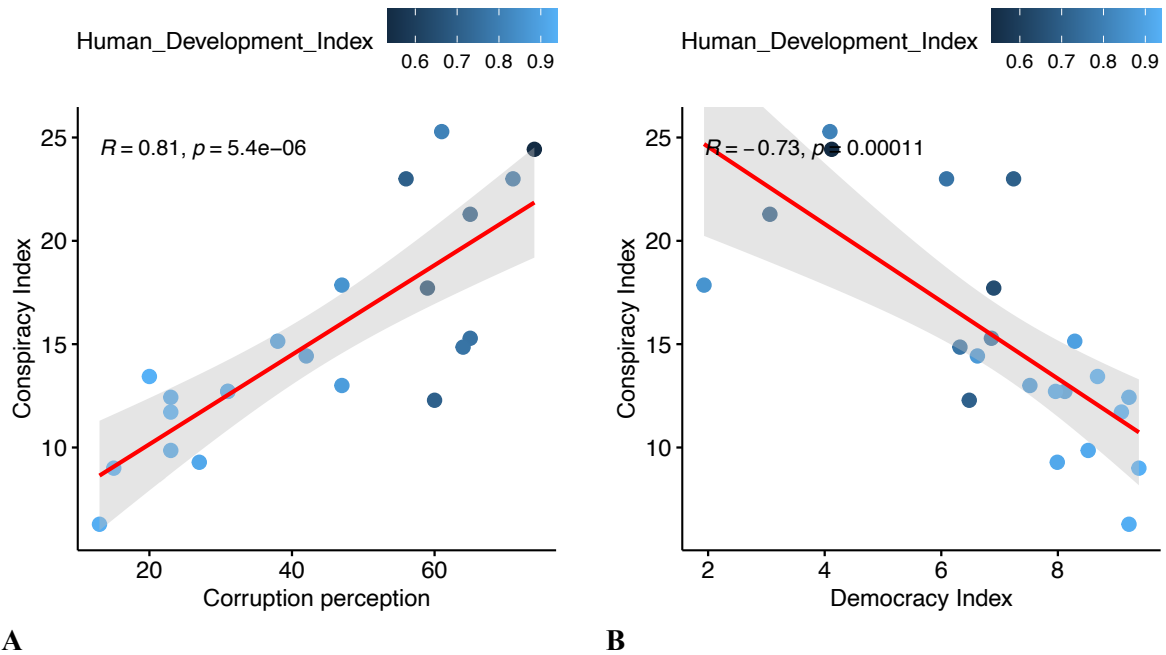 Human_Development_Index
0.6 0.7 0.8 0.9
R = 0.81, p = 5.4e−06
25
20
15
10
Conspiracy Index
20 40 60
Corruption perception
A
Human_Development_Index
0.6 0.7 0.8 0.9
R = −0.73, p = 0.00011
25
20
15
10
Conspiracy Index
2 4 6 8
Democracy Index
B